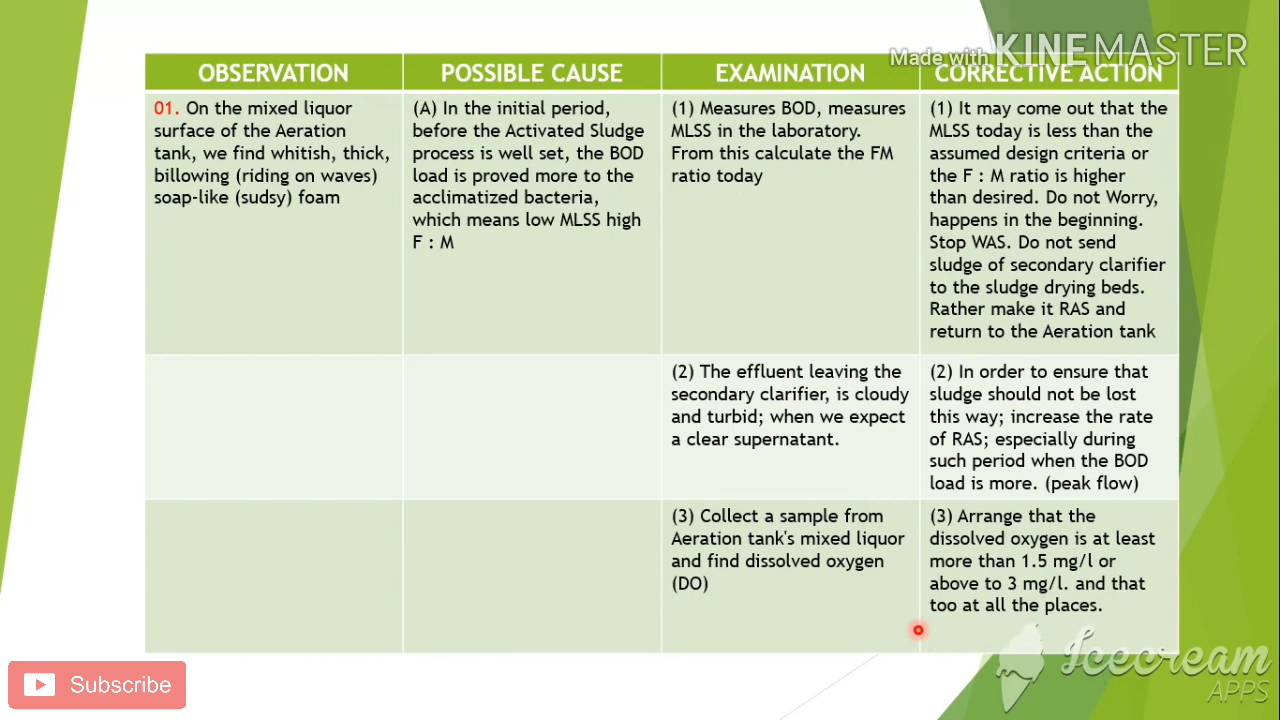 Made with KINEMASTER
OBSERVATION
POSSIBLE CAUSE
EXAMINATION
CORRECTIVE ACTION
01. On the mixed liquor
surface of the Aeration
tank, we find whitish, thick,
billowing (riding on waves)
soap-like (sudsy) foam
(A) In the initial period,
before the Activated Sludge
process is well set, the BOD
load is proved more to the
acclimatized bacteria,
which means low MLSS high
F : M
(1) Measures BOD, measures
MLSS in the laboratory.
From this calculate the FM
ratio today
(1) It may come out that the
MLSS today is less than the
assumed design criteria or
the F : M ratio is higher
than desired. Do not Worry,
happens in the beginning.
Stop WAS. Do not send
sludge of secondary clarifier
to the sludge drying beds.
Rather make it RAS and
return to the Aeration tank
(2) The effluent leaving the
secondary clarifier, is cloudy
and turbid; when we expect
a clear supernatant.
(2) In order to ensure that
sludge should not be lost
this way; increase the rate
of RAS; especially during
such period when the BOD
load is more. (peak flow)
(3) Collect a sample from
Aeration tank's mixed liquor
and find dissolved oxygen
(DO)
(3) Arrange that the
dissolved oxygen is at least
more than 1.5 mg/l or
above to 3 mg/l. and that
too at all the places.
Subscribe
Icecream
APPS